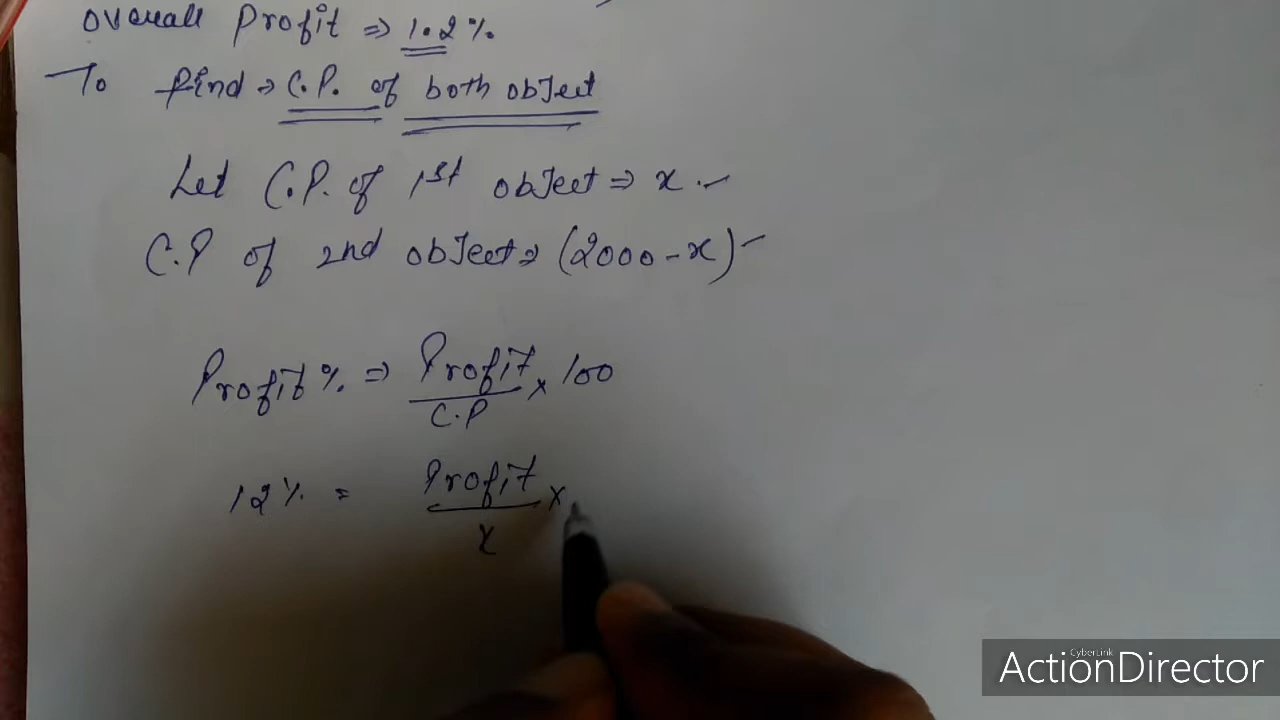 Overall Profit ⇒ 1.2%.
To find ⇒ C.P. of both object
Let C.P. of 1st object ⇒ x.
C.P of 2nd object ⇒ (2000-x)
Profit % ⇒ Profit/C.P × 100
12% = Profit/x ×
CyberLink
ActionDirector